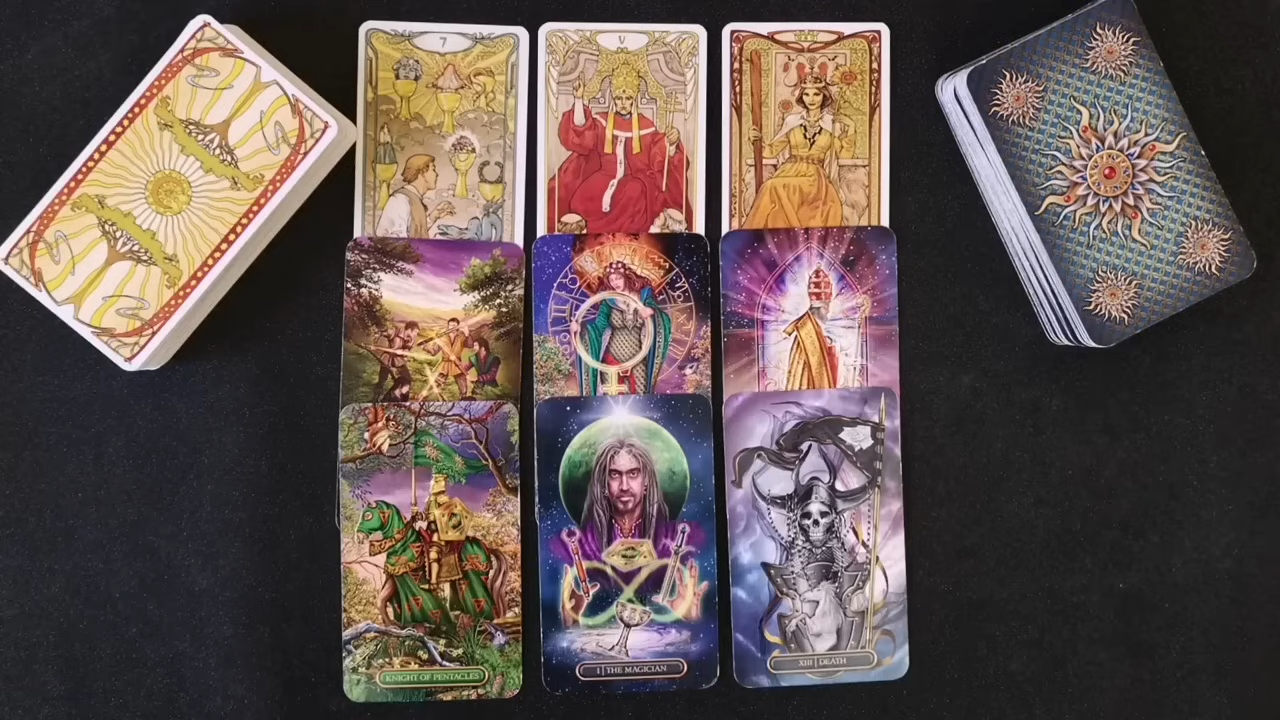 7
V
KNIGHT OF PENTACLES
I | THE MAGICIAN
XIII | DEATH